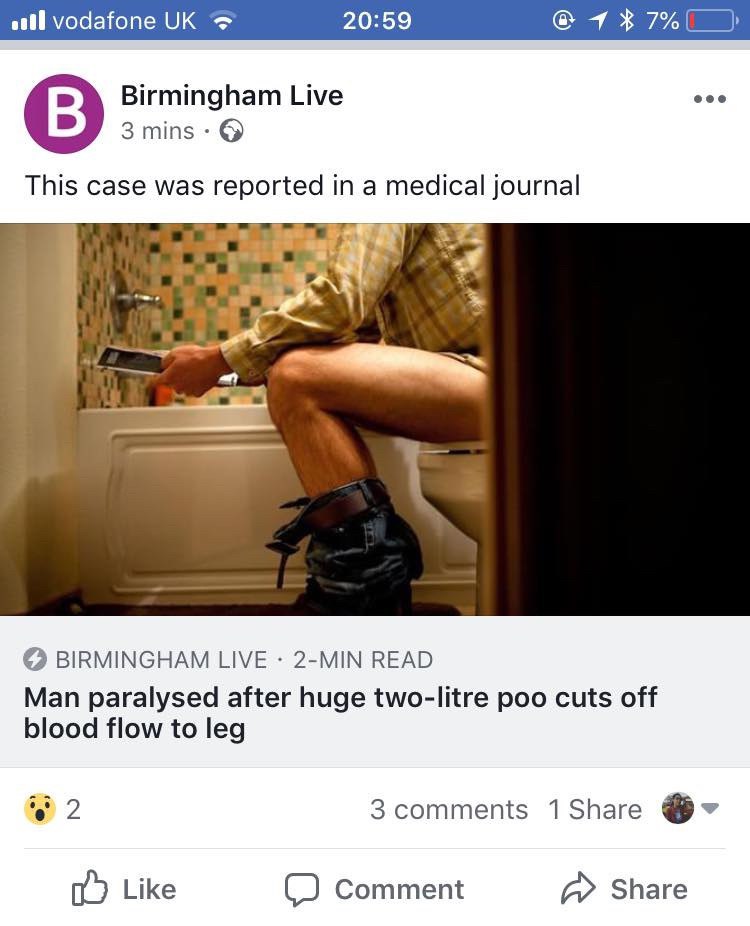 vodafone UK 20:59 7%
B
Birmingham Live
3 mins ·
This case was reported in a medical journal
BIRMINGHAM LIVE · 2-MIN READ
Man paralysed after huge two-litre poo cuts off
blood flow to leg
2 3 comments 1 Share
Like Comment Share